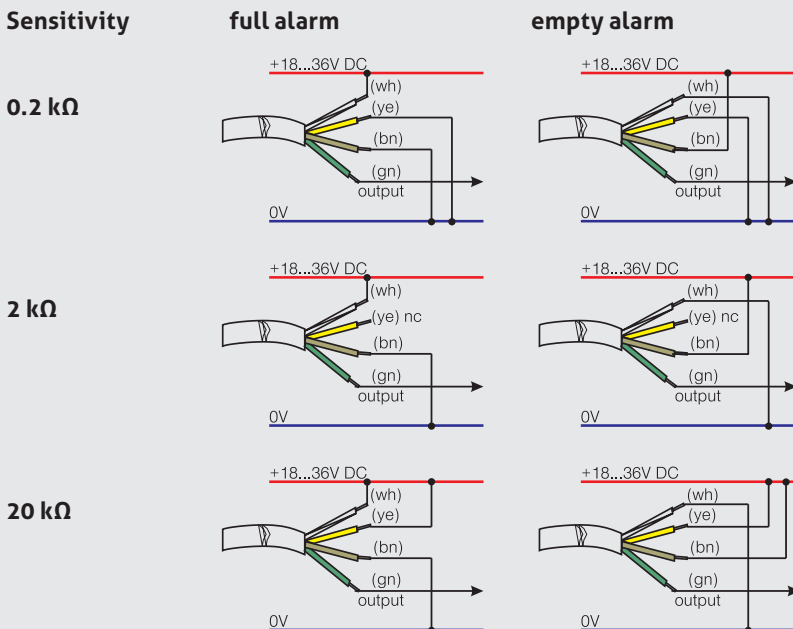 Sensitivity full alarm empty alarm
0.2 kΩ
+18...36V DC
(wh)
(ye)
(bn)
(gn)
output
0V
+18...36V DC
(wh)
(ye)
(bn)
(gn)
output
0V
2 kΩ
+18...36V DC
(wh)
(ye) nc
(bn)
(gn)
output
0V
+18...36V DC
(wh)
(ye) nc
(bn)
(gn)
output
0V
20 kΩ
+18...36V DC
(wh)
(ye)
(bn)
(gn)
output
0V
+18...36V DC
(wh)
(ye)
(bn)
(gn)
output
0V